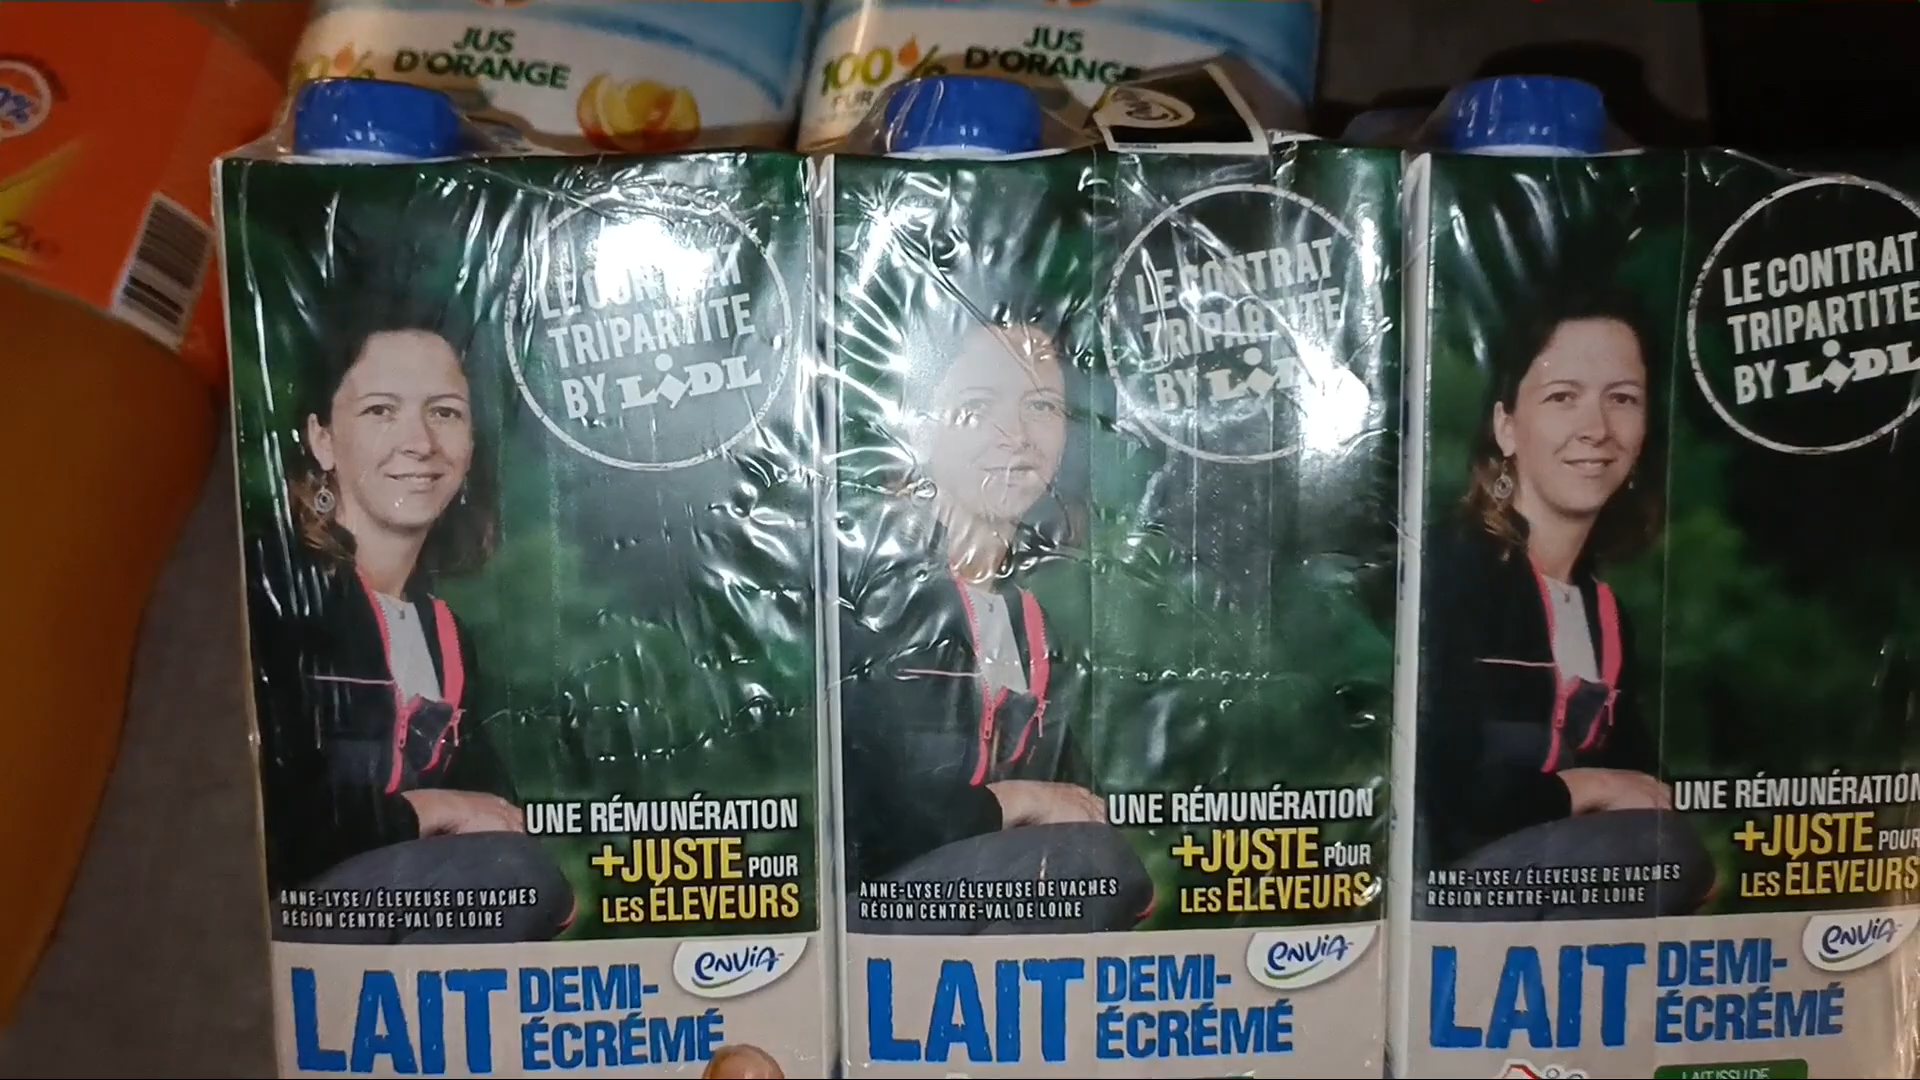 JUS
D'ORANGE
100%
PUR
JUS
D'ORANGE
LE CONTRAT
TRIPARTITE
BY LIDL
UNE RÉMUNÉRATION
+JUSTE POUR
LES ÉLEVEURS
ANNE-LYSE / ÉLEVEUSE DE VACHES
RÉGION CENTRE-VAL DE LOIRE
envia
LAIT DEMI-
ÉCRÉMÉ
LE CONTRAT
TRIPARTITE
BY LIDL
UNE RÉMUNÉRATION
+JUSTE POUR
LES ÉLEVEURS
ANNE-LYSE / ÉLEVEUSE DE VACHES
RÉGION CENTRE-VAL DE LOIRE
envia
LAIT DEMI-
ÉCRÉMÉ
LE CONTRAT
TRIPARTITE
BY LIDL
UNE RÉMUNÉRATION
+JUSTE POUR
LES ÉLEVEURS
ANNE-LYSE / ÉLEVEUSE DE VACHES
RÉGION CENTRE-VAL DE LOIRE
envia
LAIT DEMI-
ÉCRÉMÉ
LAIT ISSU DE